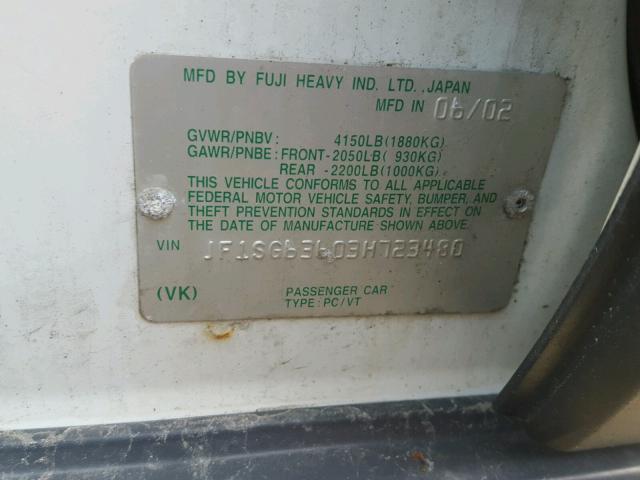 MFD BY FUJI HEAVY IND. LTD.,JAPAN
MFD IN 06/02
GVWR/PNBV: 4150LB(1880KG)
GAWR/PNBE: FRONT-2050LB( 930KG)
REAR -2200LB(1000KG)
THIS VEHICLE CONFORMS TO ALL APPLICABLE
FEDERAL MOTOR VEHICLE SAFETY, BUMPER, AND
THEFT PREVENTION STANDARDS IN EFFECT ON
THE DATE OF MANUFACTURE SHOWN ABOVE.
VIN JF1SG63603H723480
(VK) PASSENGER CAR
TYPE: PC/VT